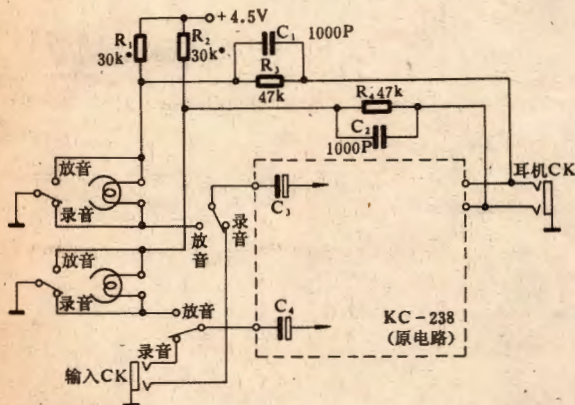 +4.5V
C₁ 1000P
R₁
30k*
R₂
30k*
R₃
47k
R₄ 47k
C₂
1000P
耳机CK
放音
录音
放音
录音
C₃
放音
录音
放音
录音
C₄
KC-238
(原电路)
输入CK